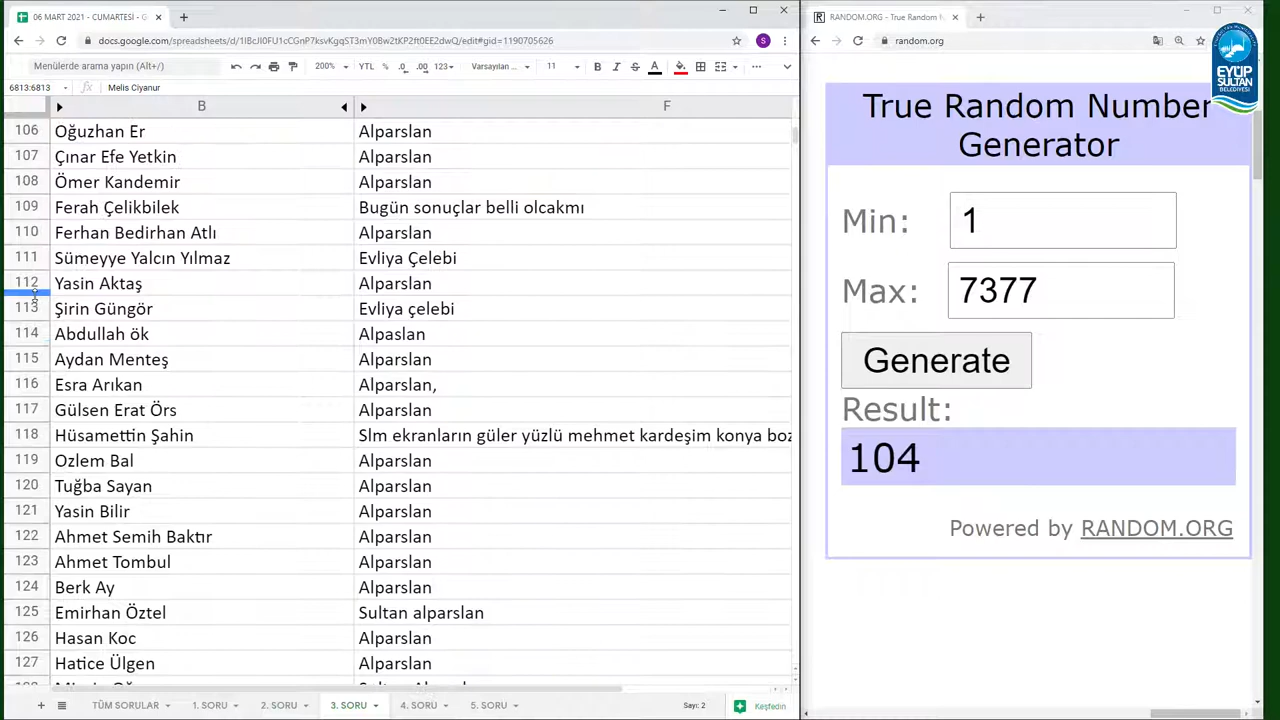 06 MART 2021 - CUMARTESİ - G
docs.google.com/spreadsheets/d/1lBcJI0FU1cCGnP7ksvKgqST3mY0Bw2tKP2ft0EE2dwQ/edit#gid=1190705926
S
Menülerde arama yapın (Alt+/)
200%
YTL
%
.0
.00
123
Varsayılan ...
B
I
S
A
6813:6813
fx
Melis Ciyanur
B
F
106 Oğuzhan Er Alparslan
107 Çınar Efe Yetkin Alparslan
108 Ömer Kandemir Alparslan
109 Ferah Çelikbilek Bugün sonuçlar belli olcakmı
110 Ferhan Bedirhan Atlı Alparslan
111 Sümeyye Yalcın Yılmaz Evliya Çelebi
112 Yasin Aktaş Alparslan
113 Şirin Güngör Evliya çelebi
114 Abdullah ök Alpaslan
115 Aydan Menteş Alparslan
116 Esra Arıkan Alparslan,
117 Gülsen Erat Örs Alparslan
118 Hüsamettin Şahin Slm ekranların güler yüzlü mehmet kardeşim konya boz
119 Ozlem Bal Alparslan
120 Tuğba Sayan Alparslan
121 Yasin Bilir Alparslan
122 Ahmet Semih Baktır Alparslan
123 Ahmet Tombul Alparslan
124 Berk Ay Alparslan
125 Emirhan Öztel Sultan alparslan
126 Hasan Koc Alparslan
127 Hatice Ülgen Alparslan
TÜM SORULAR
1. SORU
2. SORU
3. SORU
4. SORU
5. SORU
Sayı: 2
Keşfedin
RANDOM.ORG - True Random N
random.org
EYÜP
SULTAN
BELEDİYESİ
True Random Number
Generator
Min: 1
Max: 7377
Generate
Result:
104
Powered by RANDOM.ORG